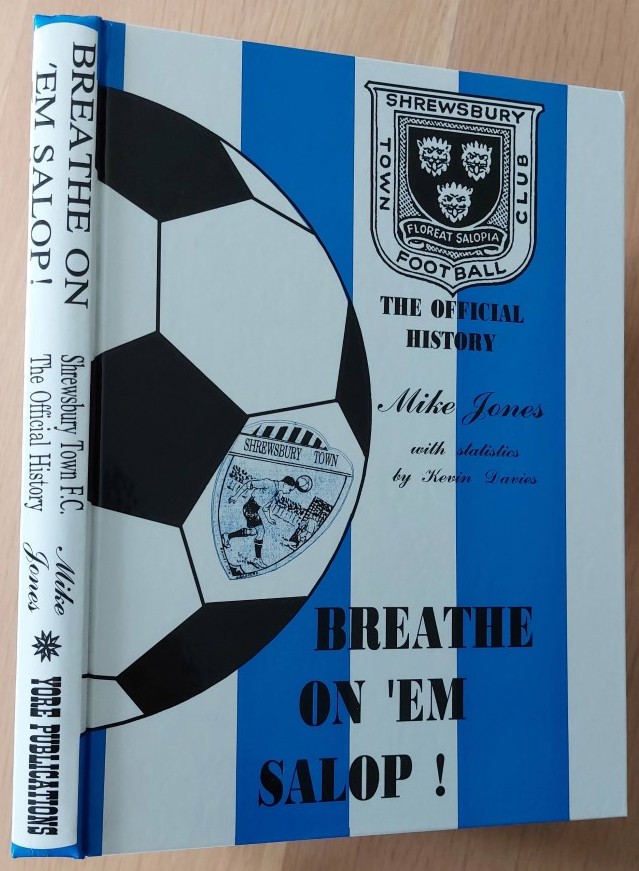 BREATHE ON
'EM SALOP!
Shrewsbury Town F.C.
The Official History
Mike
Jones
YORE PUBLICATIONS
SHREWSBURY
TOWN
CLUB
FLOREAT SALOPIA
FOOTBALL
THE OFFICIAL
HISTORY
Mike Jones
with statistics
by Kevin Davies
SHREWSBURY TOWN
BREATHE
ON 'EM
SALOP !